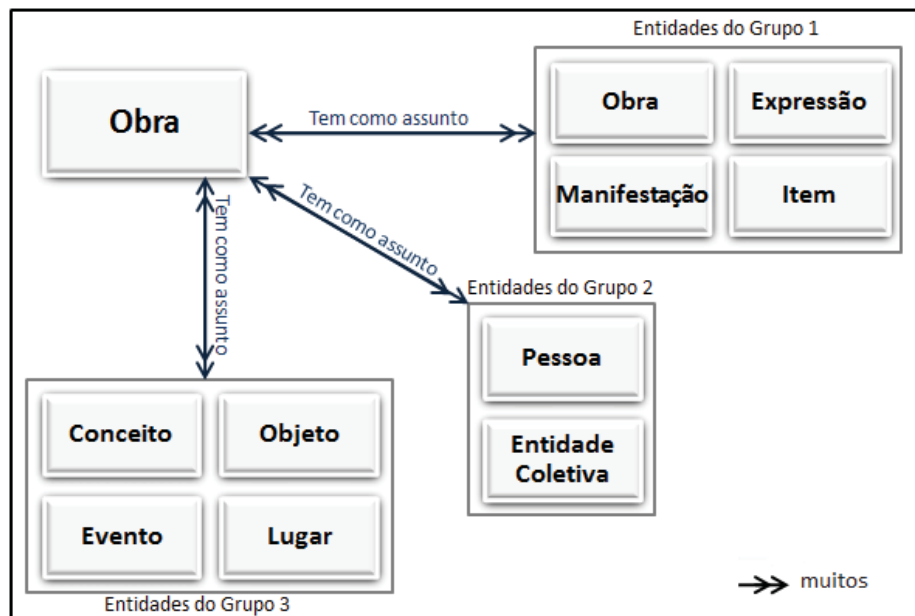 Entidades do Grupo 1
Obra
Tem como assunto
Obra
Expressão
Manifestação
Item
Tem como assunto
Tem como assunto
Entidades do Grupo 2
Pessoa
Entidade
Coletiva
Conceito
Objeto
Evento
Lugar
Entidades do Grupo 3
muitos